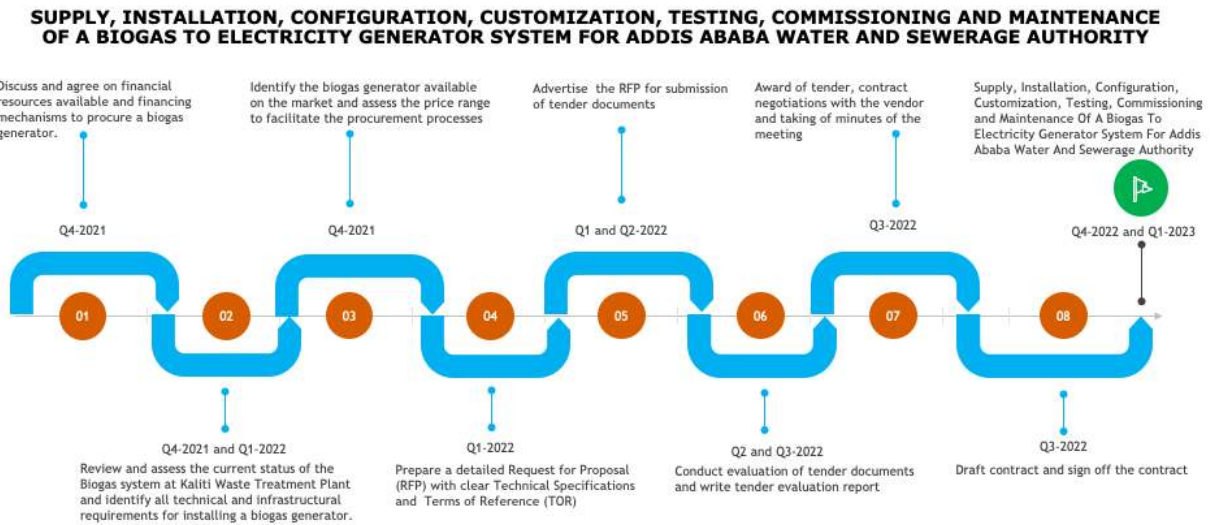 SUPPLY, INSTALLATION, CONFIGURATION, CUSTOMIZATION, TESTING, COMMISSIONING AND MAINTENANCE
OF A BIOGAS TO ELECTRICITY GENERATOR SYSTEM FOR ADDIS ABABA WATER AND SEWERAGE AUTHORITY
Discuss and agree on financial
resources available and financing
mechanisms to procure a biogas
generator.
Q4-2021
Identify the biogas generator available
on the market and assess the price range
to facilitate the procurement processes
Q4-2021
Advertise the RFP for submission
of tender documents
Q1 and Q2-2022
Award of tender, contract
negotiations with the vendor
and taking of minutes of the
meeting
Q3-2022
Supply, Installation, Configuration,
Customization, Testing, Commissioning
and Maintenance Of A Biogas To
Electricity Generator System For Addis
Ababa Water And Sewerage Authority
Q4-2022 and Q1-2023
01
02
03
04
05
06
07
08
Q4-2021 and Q1-2022
Review and assess the current status of the
Biogas system at Kaliti Waste Treatment Plant
and identify all technical and infrastructural
requirements for installing a biogas generator.
Q1-2022
Prepare a detailed Request for Proposal
(RFP) with clear Technical Specifications
and Terms of Reference (TOR)
Q2 and Q3-2022
Conduct evaluation of tender documents
and write tender evaluation report
Q3-2022
Draft contract and sign off the contract